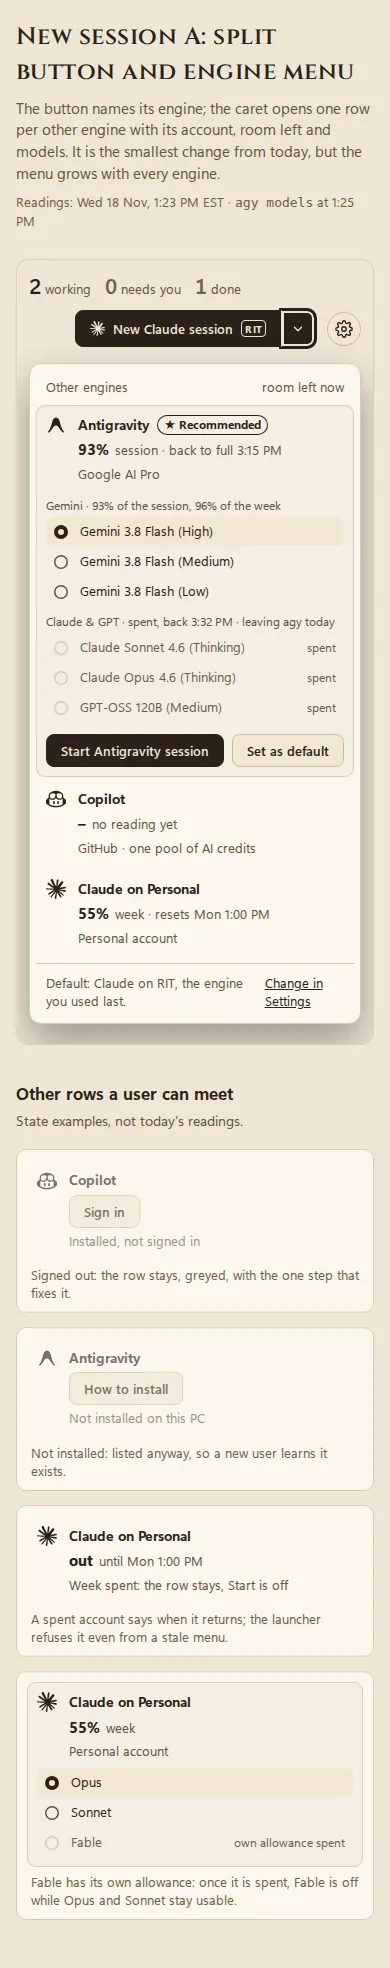 New session A: split
button and engine menu
The button names its engine; the caret opens one row
per other engine with its account, room left and
models. It is the smallest change from today, but the
menu grows with every engine.
Readings: Wed 18 Nov, 1:23 PM EST · agy models at 1:25
PM
2 working 0 needs you 1 done
New Claude session RIT
Other engines room left now
Antigravity ★ Recommended
93% session · back to full 3:15 PM
Google AI Pro
Gemini · 93% of the session, 96% of the week
Gemini 3.8 Flash (High)
Gemini 3.8 Flash (Medium)
Gemini 3.8 Flash (Low)
Claude & GPT · spent, back 3:32 PM · leaving agy today
Claude Sonnet 4.6 (Thinking) spent
Claude Opus 4.6 (Thinking) spent
GPT-OSS 120B (Medium) spent
Start Antigravity session Set as default
Copilot
– no reading yet
GitHub · one pool of AI credits
Claude on Personal
55% week · resets Mon 1:00 PM
Personal account
Default: Claude on RIT, the engine
you used last.
Change in
Settings
Other rows a user can meet
State examples, not today's readings.
Copilot
Sign in
Installed, not signed in
Signed out: the row stays, greyed, with the one step that
fixes it.
Antigravity
How to install
Not installed on this PC
Not installed: listed anyway, so a new user learns it
exists.
Claude on Personal
out until Mon 1:00 PM
Week spent: the row stays, Start is off
A spent account says when it returns; the launcher
refuses it even from a stale menu.
Claude on Personal
55% week
Personal account
Opus
Sonnet
Fable own allowance spent
Fable has its own allowance: once it is spent, Fable is off
while Opus and Sonnet stay usable.